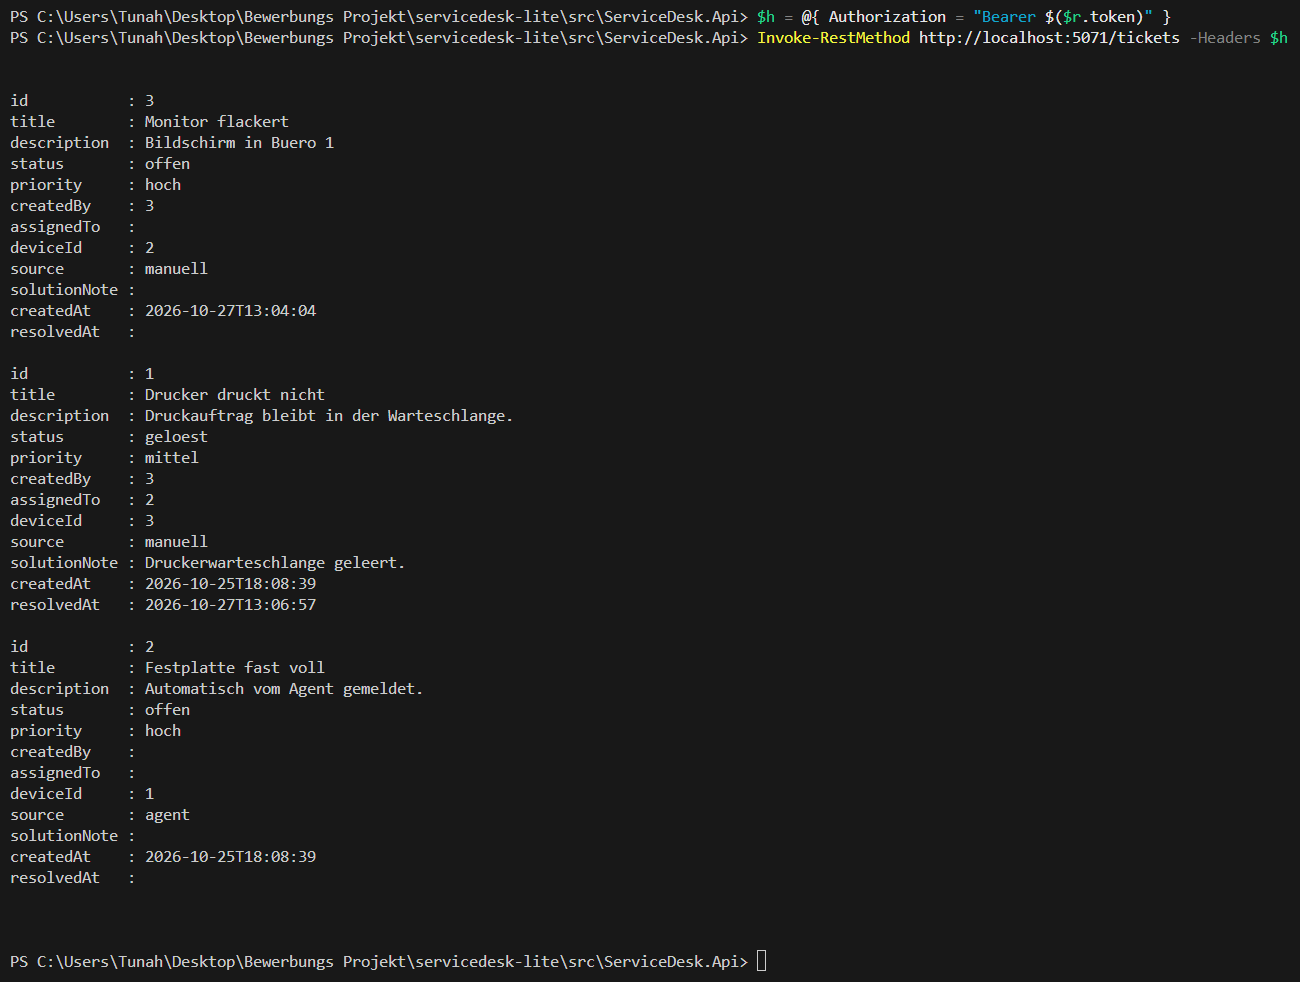 PS C:\Users\Tunah\Desktop\Bewerbungs Projekt\servicedesk-lite\src\ServiceDesk.Api> $h = @{ Authorization = "Bearer $($r.token)" }
PS C:\Users\Tunah\Desktop\Bewerbungs Projekt\servicedesk-lite\src\ServiceDesk.Api> Invoke-RestMethod http://localhost:5071/tickets -Headers $h
id           : 3
title        : Monitor flackert
description  : Bildschirm in Buero 1
status       : offen
priority     : hoch
createdBy    : 3
assignedTo   :
deviceId     : 2
source       : manuell
solutionNote :
createdAt    : 2026-10-27T13:04:04
resolvedAt   :
id           : 1
title        : Drucker druckt nicht
description  : Druckauftrag bleibt in der Warteschlange.
status       : geloest
priority     : mittel
createdBy    : 3
assignedTo   : 2
deviceId     : 3
source       : manuell
solutionNote : Druckerwarteschlange geleert.
createdAt    : 2026-10-25T18:08:39
resolvedAt   : 2026-10-27T13:06:57
id           : 2
title        : Festplatte fast voll
description  : Automatisch vom Agent gemeldet.
status       : offen
priority     : hoch
createdBy    :
assignedTo   :
deviceId     : 1
source       : agent
solutionNote :
createdAt    : 2026-10-25T18:08:39
resolvedAt   :
PS C:\Users\Tunah\Desktop\Bewerbungs Projekt\servicedesk-lite\src\ServiceDesk.Api>